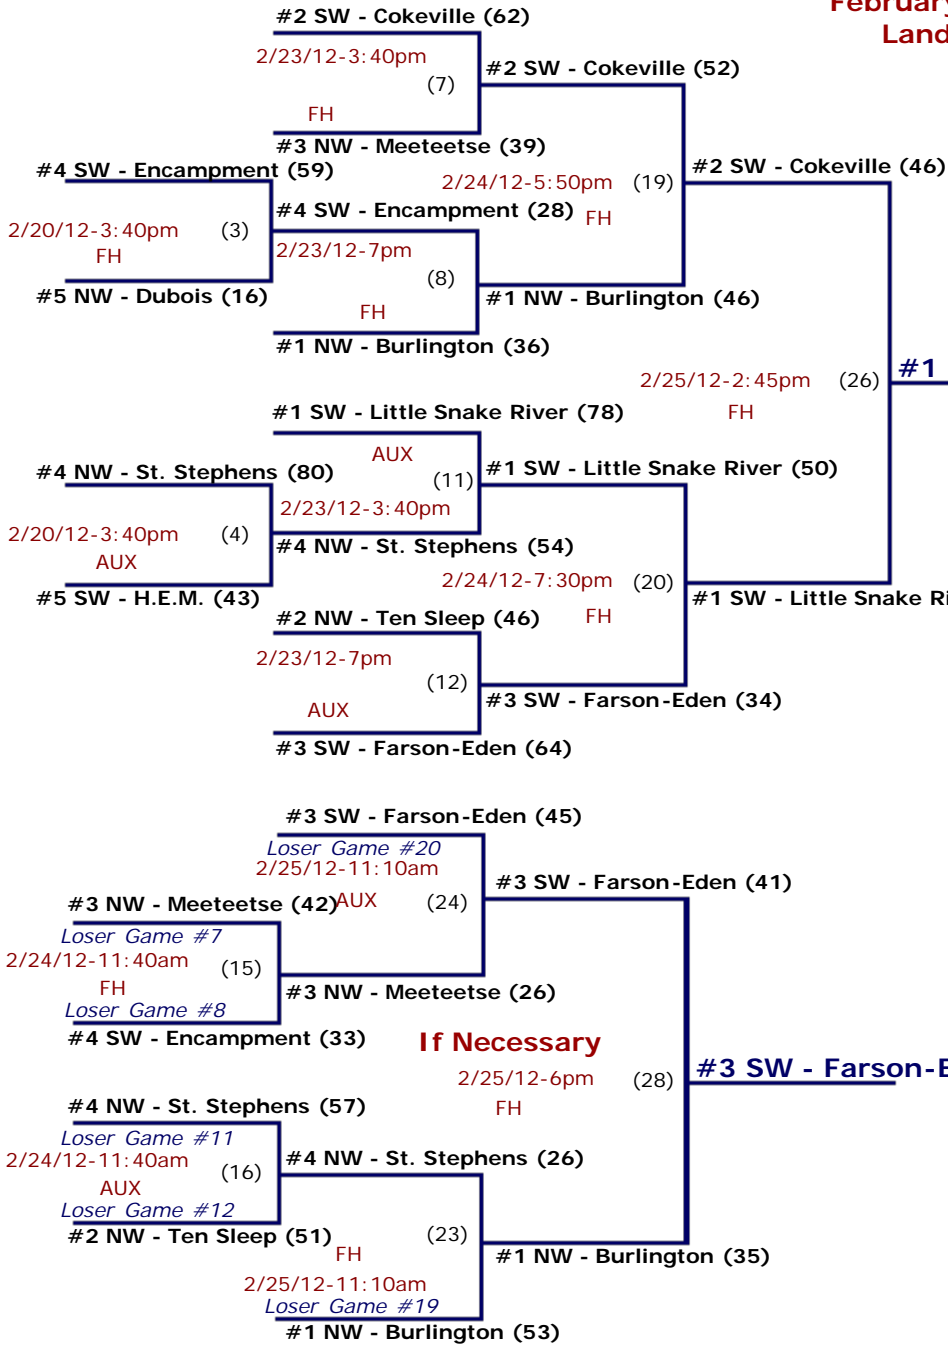 #2 SW - Cokeville (62)
February
Land
2/23/12-3:40pm
#2 SW - Cokeville (52)
(7)
FH
#3 NW - Meeteetse (39)
#4 SW - Encampment (59)
#2 SW - Cokeville (46)
2/24/12-5:50pm (19)
#4 SW - Encampment (28)
FH
2/20/12-3:40pm (3)
FH
2/23/12-7pm
(8)
#5 NW - Dubois (16)
#1 NW - Burlington (46)
FH
#1 NW - Burlington (36)
#1
2/25/12-2:45pm (26)
FH
#1 SW - Little Snake River (78)
AUX
#4 NW - St. Stephens (80)
#1 SW - Little Snake River (50)
(11)
2/23/12-3:40pm
2/20/12-3:40pm (4)
AUX
#4 NW - St. Stephens (54)
2/24/12-7:30pm (20)
#5 SW - H.E.M. (43)
#1 SW - Little Snake Ri
#2 NW - Ten Sleep (46)
FH
2/23/12-7pm
(12)
#3 SW - Farson-Eden (34)
AUX
#3 SW - Farson-Eden (64)
#3 SW - Farson-Eden (45)
Loser Game #20
2/25/12-11:10am
#3 SW - Farson-Eden (41)
#3 NW - Meeteetse (42)
AUX (24)
Loser Game #7
2/24/12-11:40am (15)
FH
#3 NW - Meeteetse (26)
Loser Game #8
#4 SW - Encampment (33)
If Necessary
#3 SW - Farson-E
2/25/12-6pm (28)
FH
#4 NW - St. Stephens (57)
Loser Game #11
2/24/12-11:40am
#4 NW - St. Stephens (26)
(16)
AUX
Loser Game #12
#2 NW - Ten Sleep (51)
(23)
FH
#1 NW - Burlington (35)
2/25/12-11:10am
Loser Game #19
#1 NW - Burlington (53)